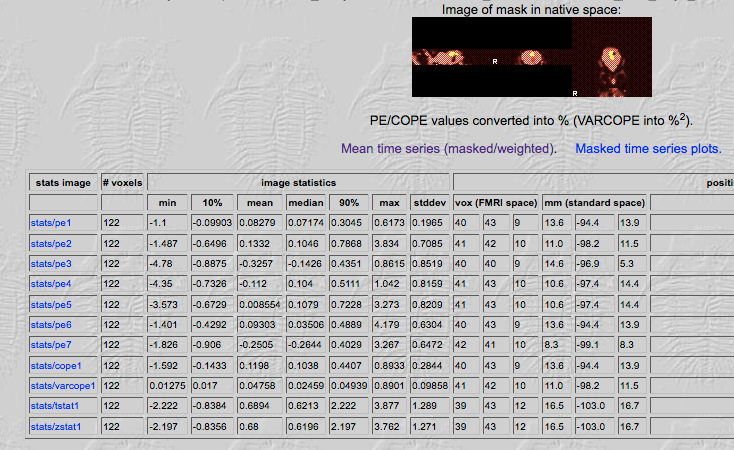 Image of mask in native space:
R
R
PE/COPE values converted into % (VARCOPE into %²).
Mean time series (masked/weighted). Masked time series plots.
stats image # voxels image statistics positi
min 10% mean median 90% max stddev vox (FMRI space) mm (standard space)
stats/pe1 122 -1.1 -0.09903 0.08279 0.07174 0.3045 0.6173 0.1965 40 43 9 13.6 -94.4 13.9
stats/pe2 122 -1.487 -0.6496 0.1332 0.1046 0.7868 3.834 0.7085 41 42 10 11.0 -98.2 11.5
stats/pe3 122 -4.78 -0.8875 -0.3257 -0.1426 0.4351 0.8615 0.8519 40 40 9 14.6 -96.9 5.3
stats/pe4 122 -4.35 -0.7326 -0.112 0.104 0.5111 1.042 0.8159 41 43 10 10.6 -97.4 14.4
stats/pe5 122 -3.573 -0.6729 0.008554 0.1079 0.7228 3.273 0.8209 41 43 10 10.6 -97.4 14.4
stats/pe6 122 -1.401 -0.4292 0.09303 0.03506 0.4889 4.179 0.6304 40 43 9 13.6 -94.4 13.9
stats/pe7 122 -1.826 -0.906 -0.2505 -0.2644 0.4029 3.267 0.6472 42 41 10 8.3 -99.1 8.3
stats/cope1 122 -1.592 -0.1433 0.1198 0.1038 0.4407 0.8933 0.2844 40 43 9 13.6 -94.4 13.9
stats/varcope1 122 0.01275 0.017 0.04758 0.02459 0.04939 0.8901 0.09858 41 42 10 11.0 -98.2 11.5
stats/tstat1 122 -2.222 -0.8384 0.6894 0.6213 2.222 3.877 1.289 39 43 12 16.5 -103.0 16.7
stats/zstat1 122 -2.197 -0.8356 0.68 0.6196 2.197 3.762 1.271 39 43 12 16.5 -103.0 16.7